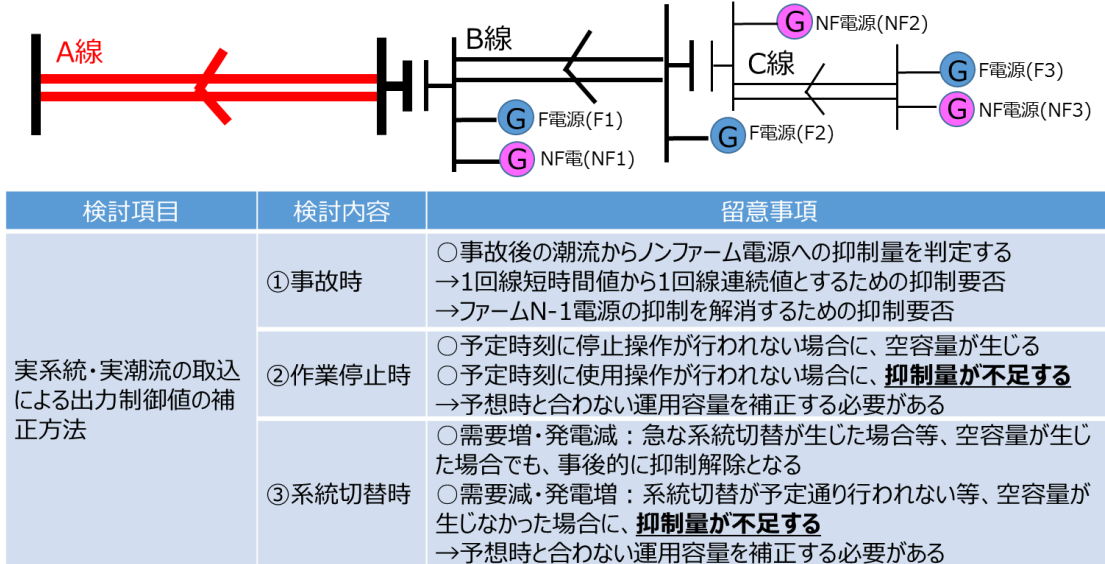 A線
B線
C線
G NF電源(NF2)
G F電源(F3)
G NF電源(NF3)
G F電源(F1)
G NF電(NF1)
G F電源(F2)
検討項目 検討内容 留意事項
実系統・実潮流の取込
による出力制御値の補
正方法
①事故時
○事故後の潮流からノンファーム電源への抑制量を判定する
→1回線短時間値から1回線連続値とするための抑制要否
→ファームN-1電源の抑制を解消するための抑制要否
②作業停止時
○予定時刻に停止操作が行われない場合に、空容量が生じる
○予定時刻に使用操作が行われない場合に、抑制量が不足する
→予想時と合わない運用容量を補正する必要がある
③系統切替時
○需要増・発電減：急な系統切替が生じた場合等、空容量が生じ
た場合でも、事後的に抑制解除となる
○需要減・発電増：系統切替が予定通り行われない等、空容量が
生じなかった場合に、抑制量が不足する
→予想時と合わない運用容量を補正する必要がある